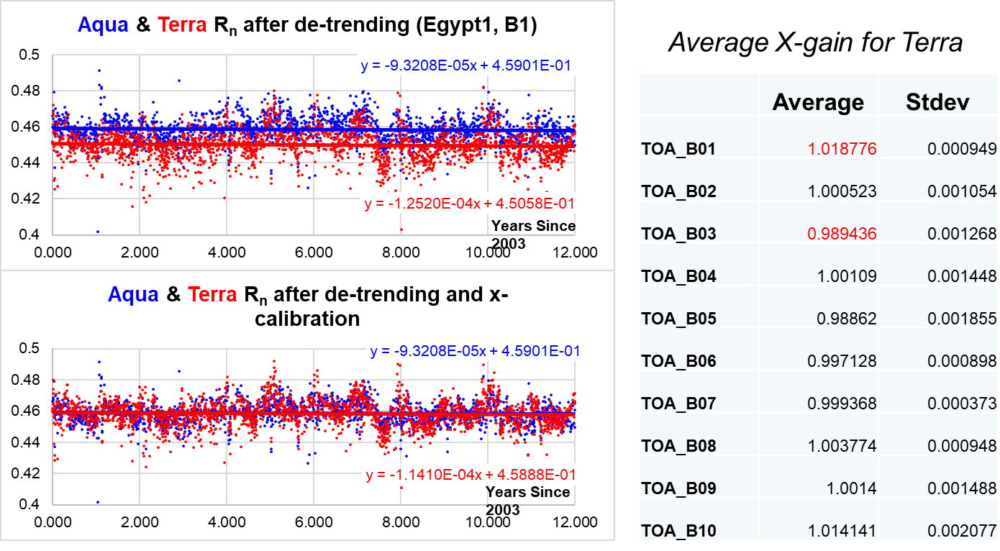 Aqua & Terra Rn after de-trending (Egypt1, B1)
0.5
y = -9.3208E-05x + 4.5901E-01
0.48
0.46
0.44
0.42
y = -1.2520E-04x + 4.5058E-01
Years Since
2003
0.4
0.000 2.000 4.000 6.000 8.000 10.000 12.000
Aqua & Terra Rn after de-trending and x-
calibration
0.5
y = -9.3208E-05x + 4.5901E-01
0.48
0.46
0.44
0.42
y = -1.1410E-04x + 4.5888E-01
Years Since
2003
0.4
0.000 2.000 4.000 6.000 8.000 10.000 12.000
Average X-gain for Terra
Average Stdev
TOA_B01 1.018776 0.000949
TOA_B02 1.000523 0.001054
TOA_B03 0.989436 0.001268
TOA_B04 1.00109 0.001448
TOA_B05 0.98862 0.001855
TOA_B06 0.997128 0.000898
TOA_B07 0.999368 0.000373
TOA_B08 1.003774 0.000948
TOA_B09 1.0014 0.001488
TOA_B10 1.014141 0.002077